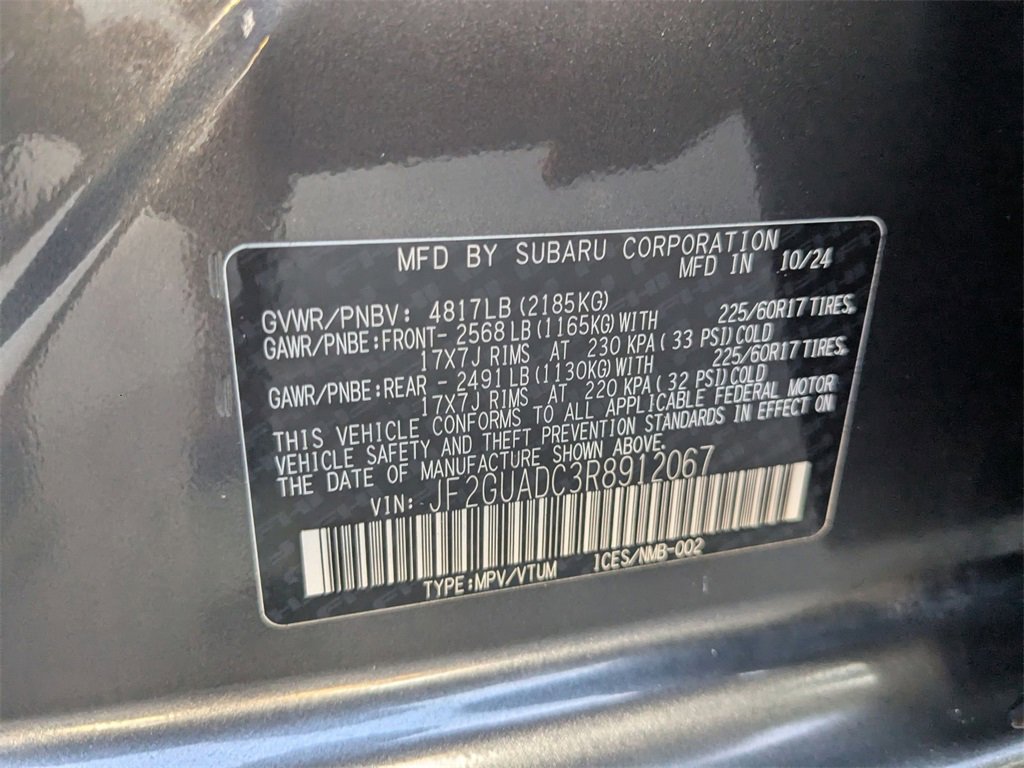 MFD BY SUBARU CORPORATION
MFD IN 10/24
GVWR/PNBV: 4817LB (2185KG)
GAWR/PNBE:FRONT- 2568 LB (1165KG) WITH 225/60R17 TIRES,
17X7J RIMS AT 230 KPA ( 33 PSI) COLD
GAWR/PNBE:REAR - 2491 LB (1130KG) WITH 225/60R17 TIRES,
17X7J RIMS AT 220 KPA ( 32 PSI) COLD
THIS VEHICLE CONFORMS TO ALL APPLICABLE FEDERAL MOTOR
VEHICLE SAFETY AND THEFT PREVENTION STANDARDS IN EFFECT ON
THE DATE OF MANUFACTURE SHOWN ABOVE.
VIN: JF2GUADC3R8912067
TYPE:MPV/VTUM 1CES/NMB-002